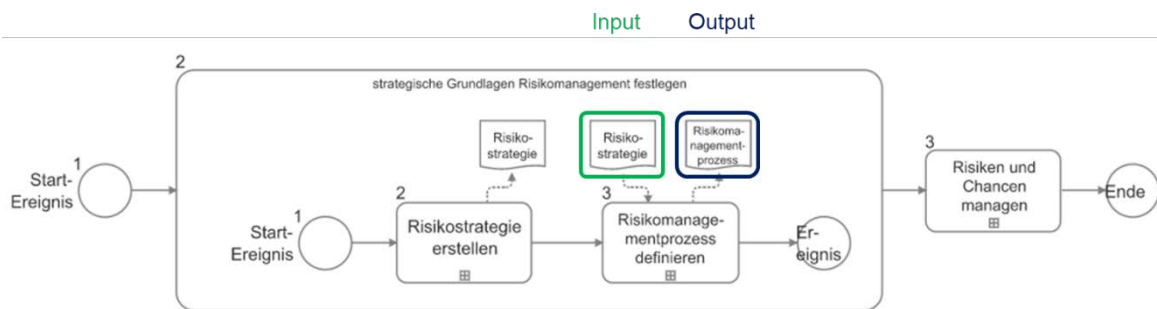 Input Output
2
strategische Grundlagen Risikomanagement festlegen
Risiko-
strategie
Risiko-
strategie
Risikoma-
nagement-
prozess
1
Start-
Ereignis
1
Start-
Ereignis
2
Risikostrategie
erstellen
3
Risikomanage-
mentprozess
definieren
Er-
eignis
3
Risiken und
Chancen
managen
Ende